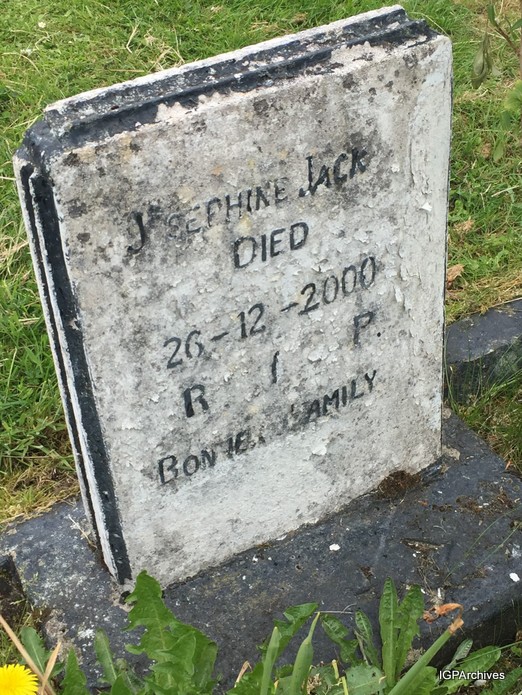 JOSEPHINE JACK
DIED
26-12-2000
R I P.
FAMILY
IGPArchives